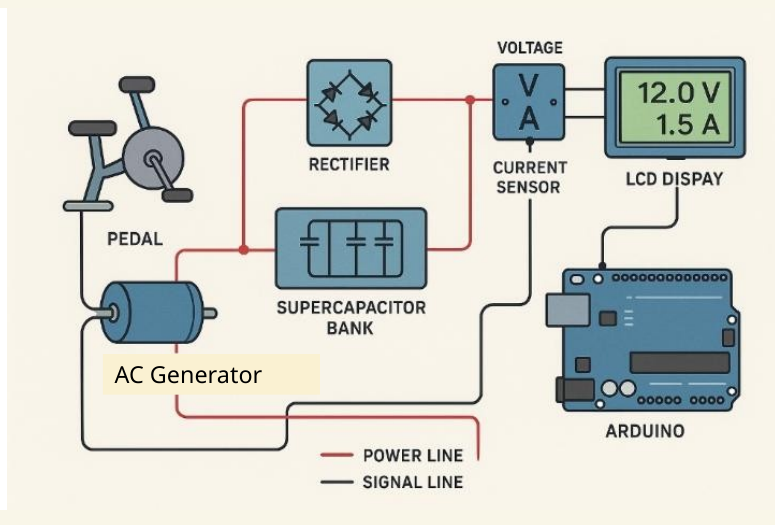 VOLTAGE
V
A
12.0 V
1.5 A
RECTIFIER
CURRENT
SENSOR
LCD DISPAY
PEDAL
SUPERCAPACITOR
BANK
AC Generator
ARDUINO
POWER LINE
SIGNAL LINE